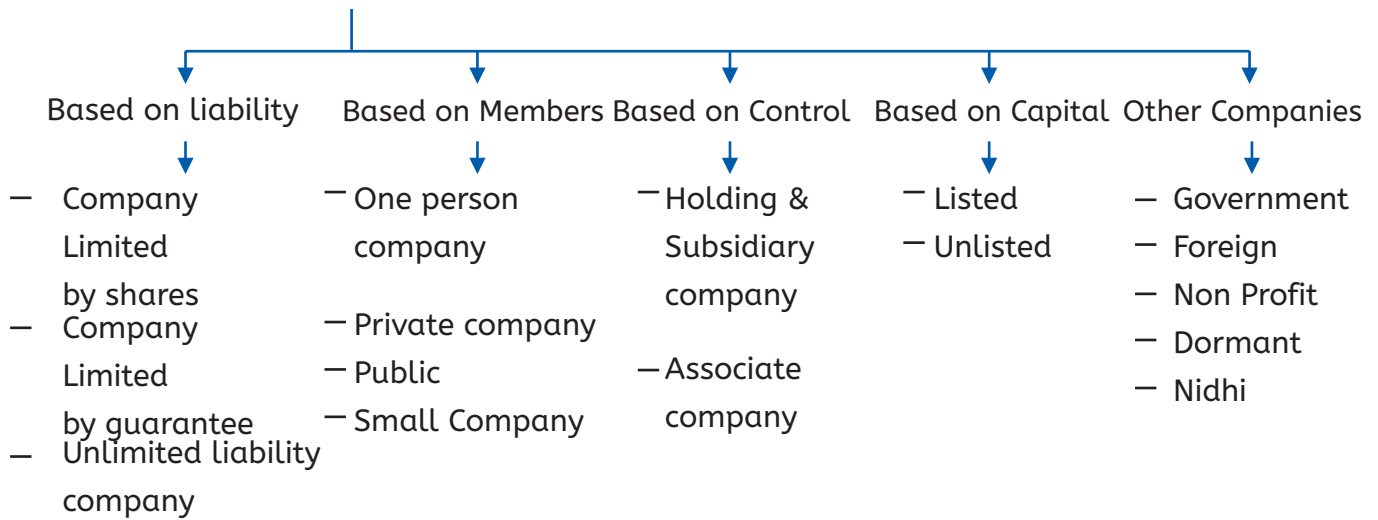 Based on liability
Based on Members
Based on Control
Based on Capital
Other Companies
— Company
Limited
by shares
— Company
Limited
by guarantee
— Unlimited liability
company
— One person
company
— Private company
— Public
— Small Company
— Holding &
Subsidiary
company
— Associate
company
— Listed
— Unlisted
— Government
— Foreign
— Non Profit
— Dormant
— Nidhi